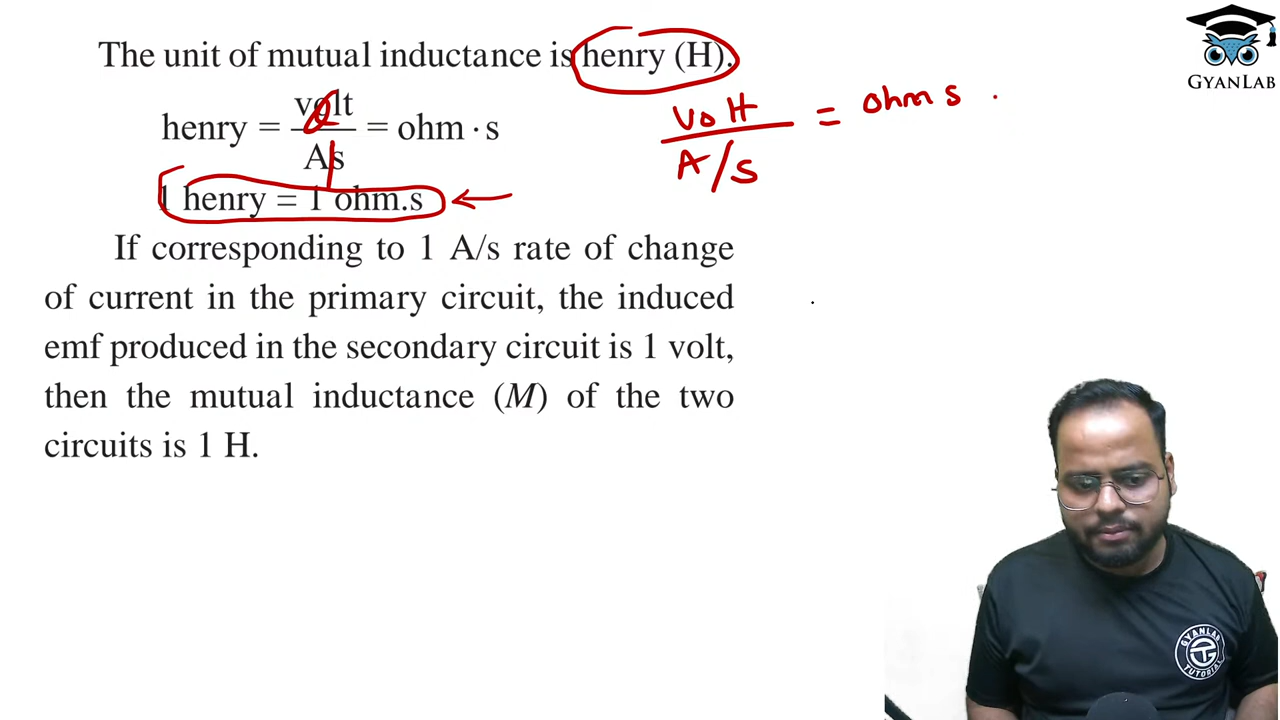 The unit of mutual inductance is henry (H).
henry = volt / As = ohm · s
volt / A/s = ohm s
1 henry = 1 ohm.s
If corresponding to 1 A/s rate of change
of current in the primary circuit, the induced
emf produced in the secondary circuit is 1 volt,
then the mutual inductance (M) of the two
circuits is 1 H.
GYANLAB
GYANLAB
TUTORIAL